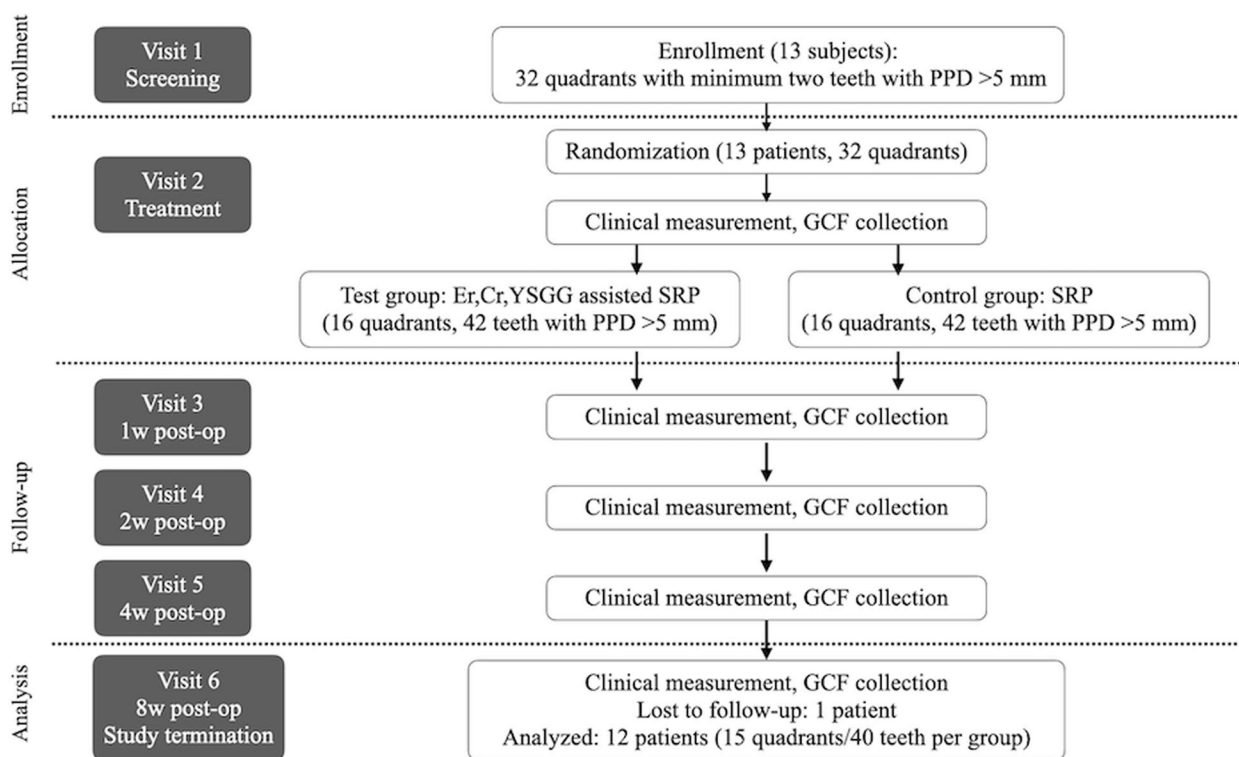 Enrollment
Visit 1
Screening
Enrollment (13 subjects):
32 quadrants with minimum two teeth with PPD >5 mm
Allocation
Visit 2
Treatment
Randomization (13 patients, 32 quadrants)
Clinical measurement, GCF collection
Test group: Er,Cr,YSGG assisted SRP
(16 quadrants, 42 teeth with PPD >5 mm)
Control group: SRP
(16 quadrants, 42 teeth with PPD >5 mm)
Follow-up
Visit 3
1w post-op
Clinical measurement, GCF collection
Visit 4
2w post-op
Clinical measurement, GCF collection
Visit 5
4w post-op
Clinical measurement, GCF collection
Analysis
Visit 6
8w post-op
Study termination
Clinical measurement, GCF collection
Lost to follow-up: 1 patient
Analyzed: 12 patients (15 quadrants/40 teeth per group)